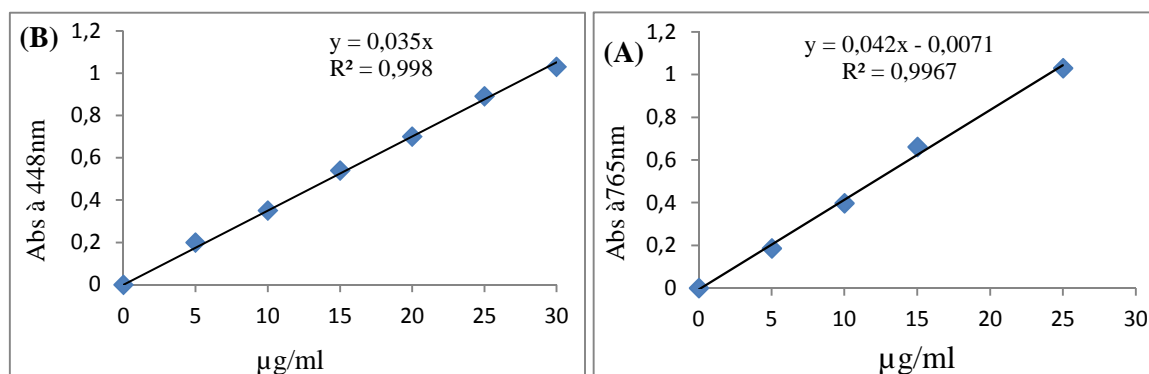 (B)
y = 0,035x
R² = 0,998
Abs à 448nm
1,2
1
0,8
0,6
0,4
0,2
0
0 5 10 15 20 25 30
µg/ml
(A)
y = 0,042x - 0,0071
R² = 0,9967
Abs à765nm
1,2
1
0,8
0,6
0,4
0,2
0
0 5 10 15 20 25 30
µg/ml